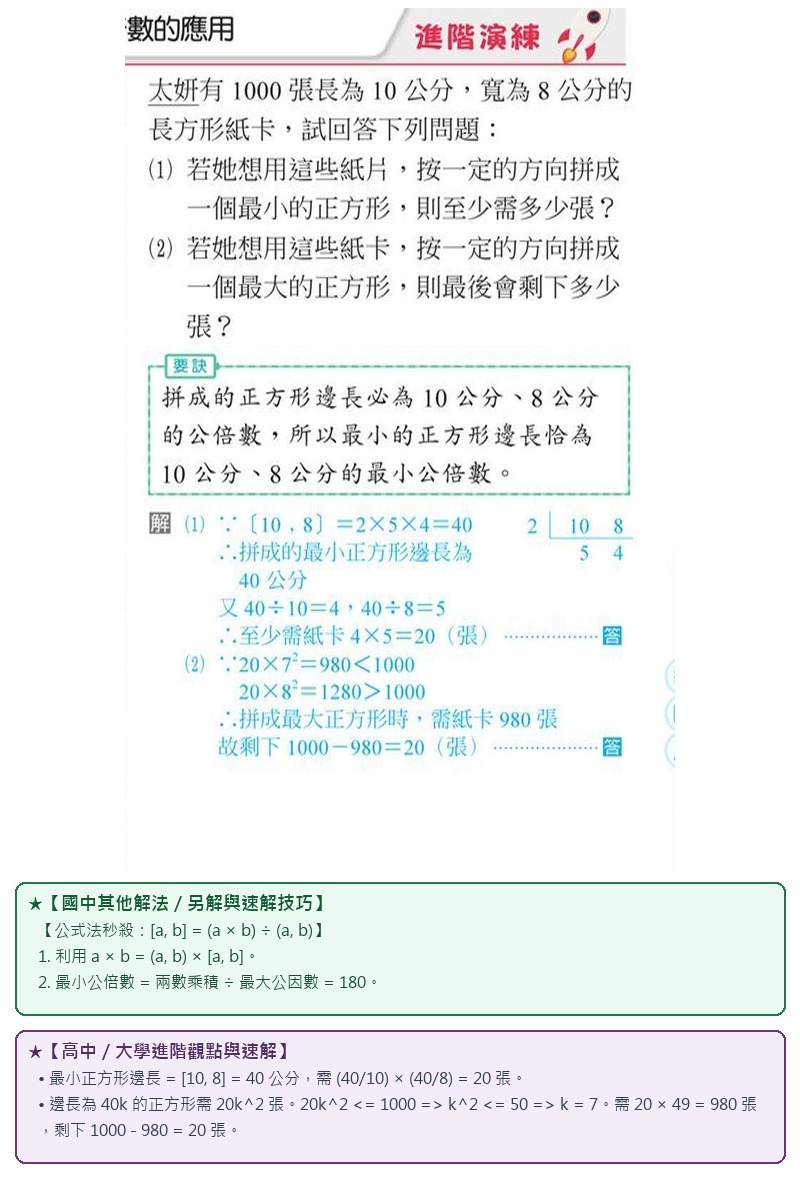 數的應用
進階演練
太妍有 1000 張長為 10 公分，寬為 8 公分的
長方形紙卡，試回答下列問題：
⑴ 若她想用這些紙片，按一定的方向拼成
一個最小的正方形，則至少需多少張？
⑵ 若她想用這些紙卡，按一定的方向拼成
一個最大的正方形，則最後會剩下多少
張？
要訣
拼成的正方形邊長必為 10 公分、8 公分
的公倍數，所以最小的正方形邊長恰為
10 公分、8 公分的最小公倍數。
解 ⑴ ∵〔10 , 8〕＝2×5×4＝40
2 10 8
5 4
∴拼成的最小正方形邊長為
40 公分
又 40÷10＝4，40÷8＝5
∴至少需紙卡 4×5＝20（張） ··················· 答
⑵ ∵20×7²＝980＜1000
20×8²＝1280＞1000
∴拼成最大正方形時，需紙卡 980 張
故剩下 1000－980＝20（張） ····················· 答
★【國中其他解法 / 另解與速解技巧】
【公式法秒殺：[a, b] = (a × b) ÷ (a, b)】
1. 利用 a × b = (a, b) × [a, b]。
2. 最小公倍數 = 兩數乘積 ÷ 最大公因數 = 180。
★【高中 / 大學進階觀點與速解】
• 最小正方形邊長 = [10, 8] = 40 公分，需 (40/10) × (40/8) = 20 張。
• 邊長為 40k 的正方形需 20k^2 張。20k^2 <= 1000 => k^2 <= 50 => k = 7。需 20 × 49 = 980 張
，剩下 1000 - 980 = 20 張。